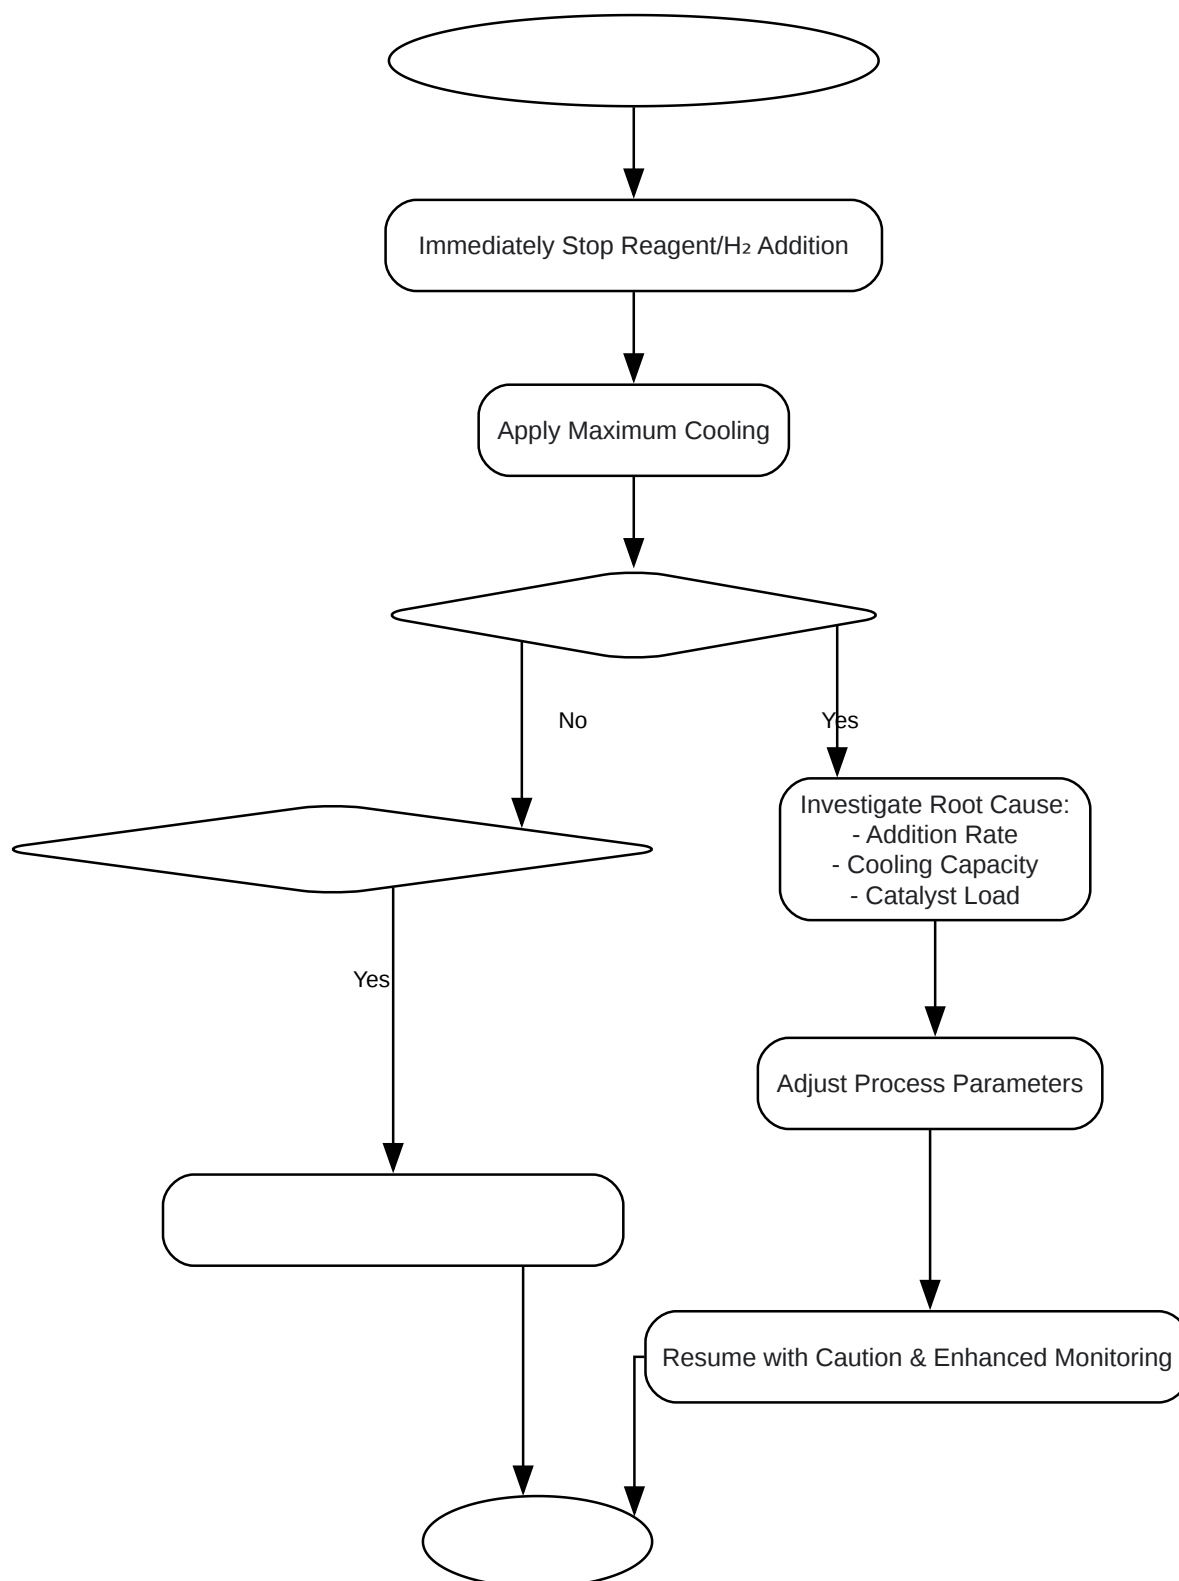 Immediately Stop Reagent/H₂ Addition
Apply Maximum Cooling
No
Yes
Investigate Root Cause:
- Addition Rate
- Cooling Capacity
- Catalyst Load
Yes
Adjust Process Parameters
Resume with Caution & Enhanced Monitoring